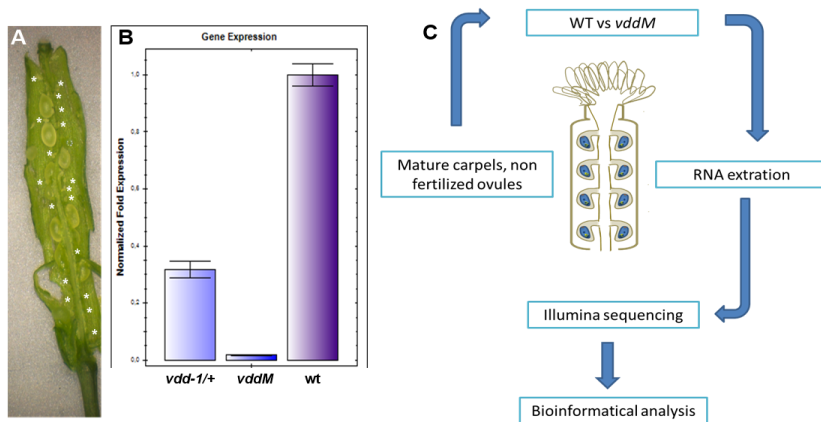 A
B
Gene Expression
Normalized Fold Expression
1,0
0,8
0,6
0,4
0,2
0,0
vdd-1/+ vddM wt
C
WT vs vddM
Mature carpels, non
fertilized ovules
RNA extration
Illumina sequencing
Bioinformatical analysis